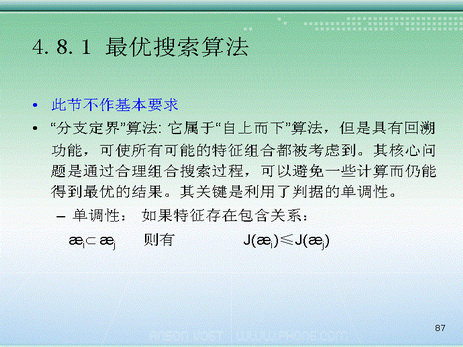 4.8.1 最优搜索算法
• 此节不作基本要求
• “分支定界”算法: 它属于“自上而下”算法，但是具有回溯
功能，可使所有可能的特征组合都被考虑到。其核心问
题是通过合理组合搜索过程，可以避免一些计算而仍能
得到最优的结果。其关键是利用了判据的单调性。
– 单调性： 如果特征存在包含关系：
æi⊂ æj 则有 J(æi)≤J(æj)
87